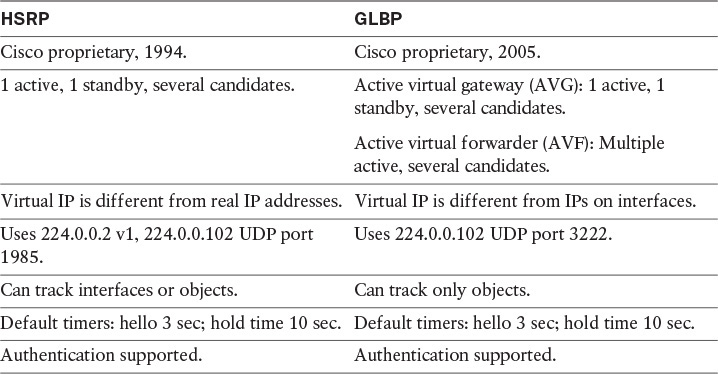 HSRP
GLBP
Cisco proprietary, 1994.
Cisco proprietary, 2005.
1 active, 1 standby, several candidates.
Active virtual gateway (AVG): 1 active, 1
standby, several candidates.
Active virtual forwarder (AVF): Multiple
active, several candidates.
Virtual IP is different from real IP addresses.
Virtual IP is different from IPs on interfaces.
Uses 224.0.0.2 v1, 224.0.0.102 UDP port
1985.
Uses 224.0.0.102 UDP port 3222.
Can track interfaces or objects.
Can track only objects.
Default timers: hello 3 sec; hold time 10 sec.
Default timers: hello 3 sec; hold time 10 sec.
Authentication supported.
Authentication supported.